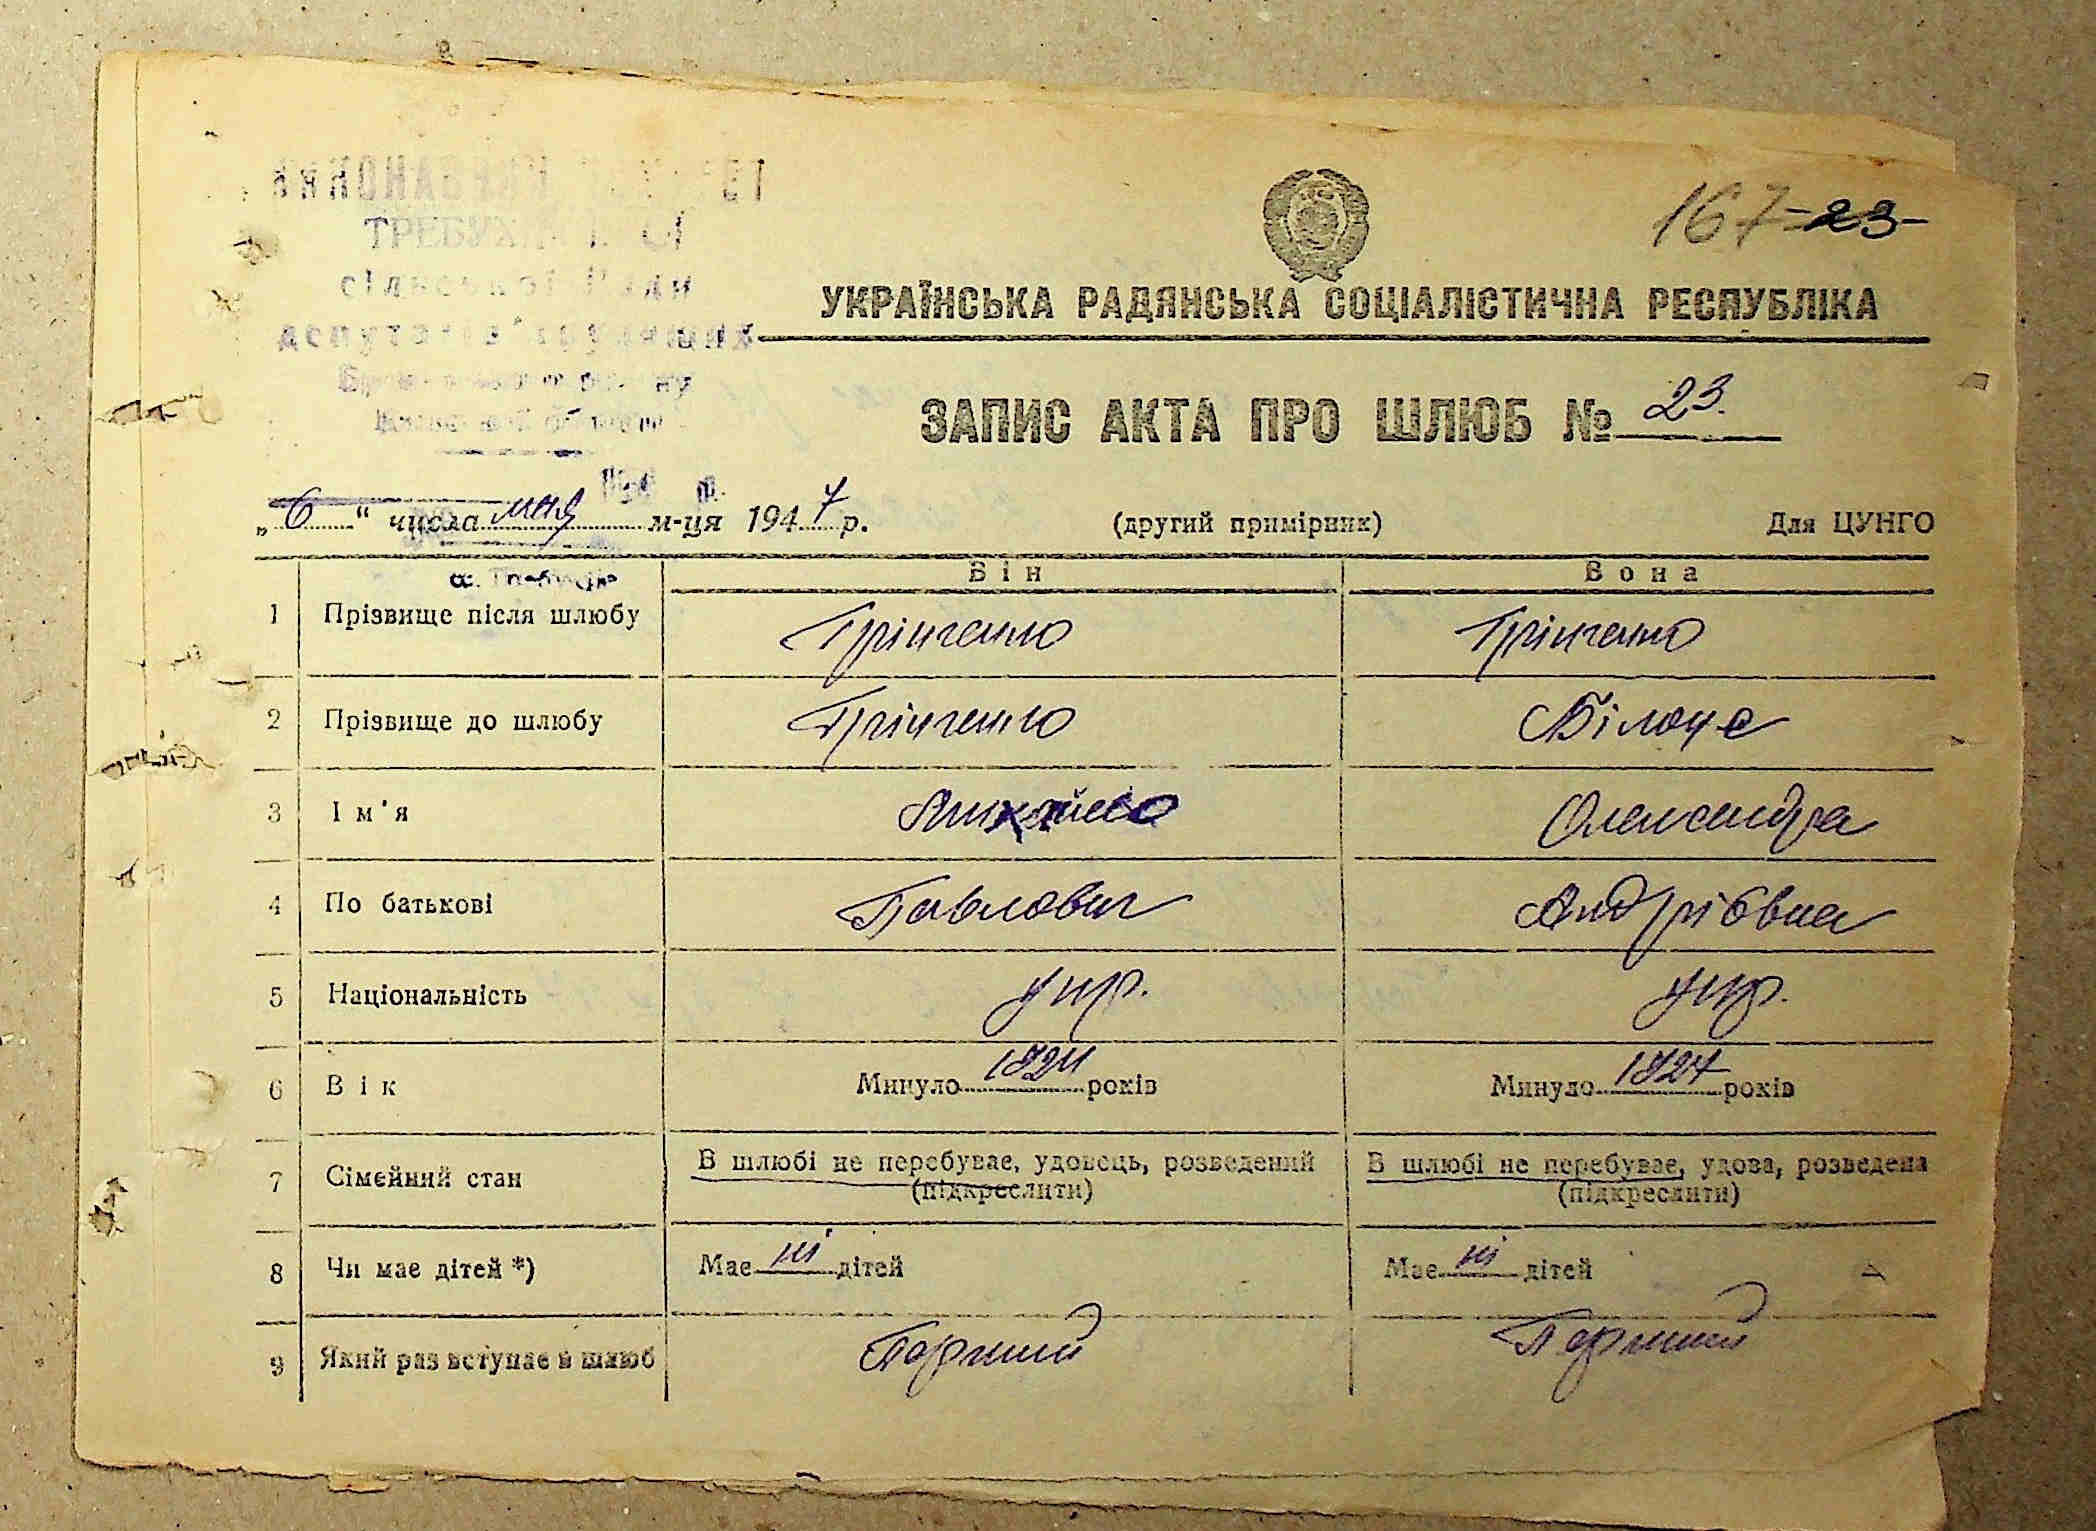 ТРЕБУХІВСЬКОЇ
сільської Ради
депутатів трудящих
167 23
УКРАЇНСЬКА РАДЯНСЬКА СОЦІАЛІСТИЧНА РЕСПУБЛІКА
ЗАПИС АКТА ПРО ШЛЮБ № 23.
„6“ числа мая м-ця 1947 р. (другий примірник) Для ЦУНГО
Він Вона
1 Прізвище після шлюбу Грінченко Грінченко
2 Прізвище до шлюбу Грінченко
3 Ім'я Михайло Олександра
4 По батькові Павлович Андріївна
5 Національність укр. укр.
6 Вік Минуло 1924 років Минуло 1924 років
7 Сімейний стан В шлюбі не перебуває, удовець, розведений В шлюбі не перебуває, удова, розведена
(підкреслити) (підкреслити)
8 Чи має дітей *) Має ні дітей Має ні дітей
9 Який раз вступає в шлюб Перший Перший